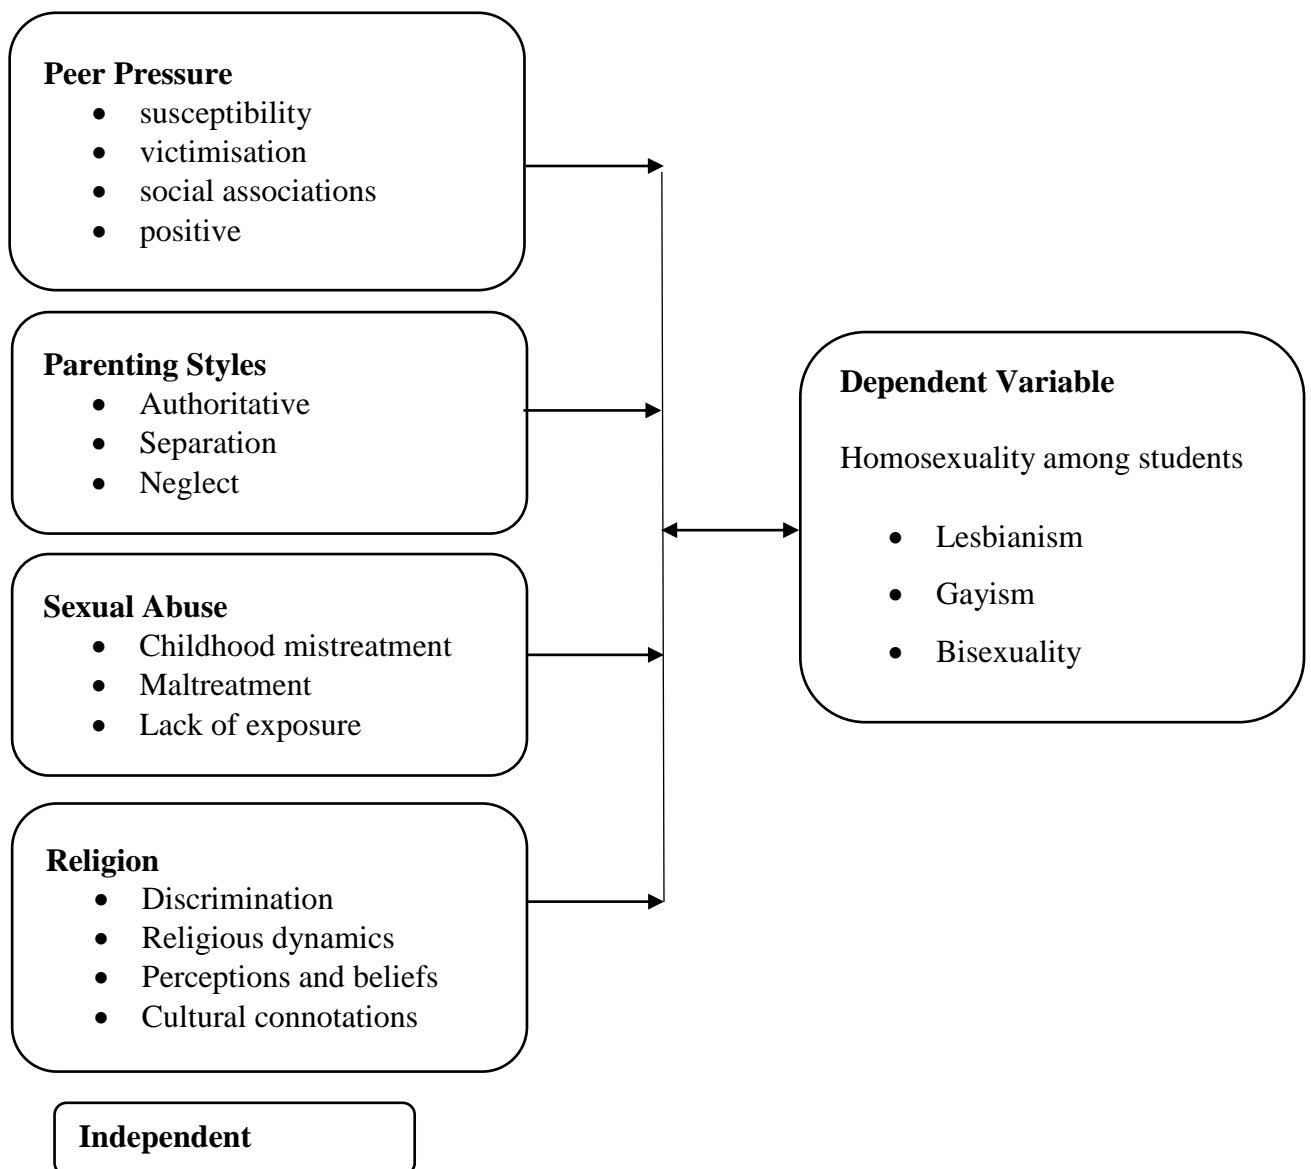 Peer Pressure
• susceptibility
• victimisation
• social associations
• positive
Parenting Styles
• Authoritative
• Separation
• Neglect
Sexual Abuse
• Childhood mistreatment
• Maltreatment
• Lack of exposure
Religion
• Discrimination
• Religious dynamics
• Perceptions and beliefs
• Cultural connotations
Independent
Dependent Variable
Homosexuality among students
• Lesbianism
• Gayism
• Bisexuality